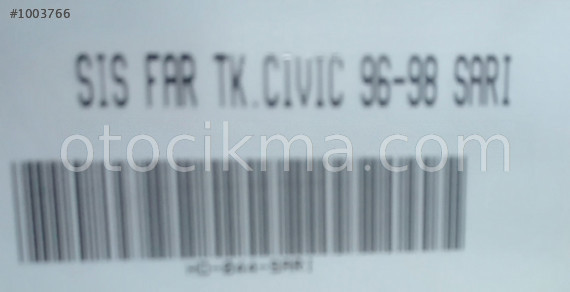 #1003766
SIS FAR TK.CiVIC 96-98 SARI
otocikma.com